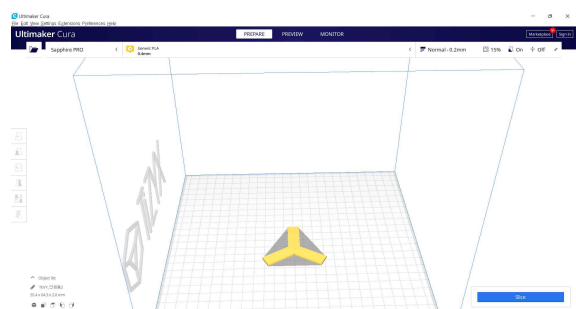 Ultimaker Cura
File Edit View Settings Extensions Preferences Help
Ultimaker Cura PREPARE PREVIEW MONITOR Marketplace Sign in
Sapphire PRO Generic PLA 0.4mm Normal - 0.2mm 15% On Off
Object list
Slice